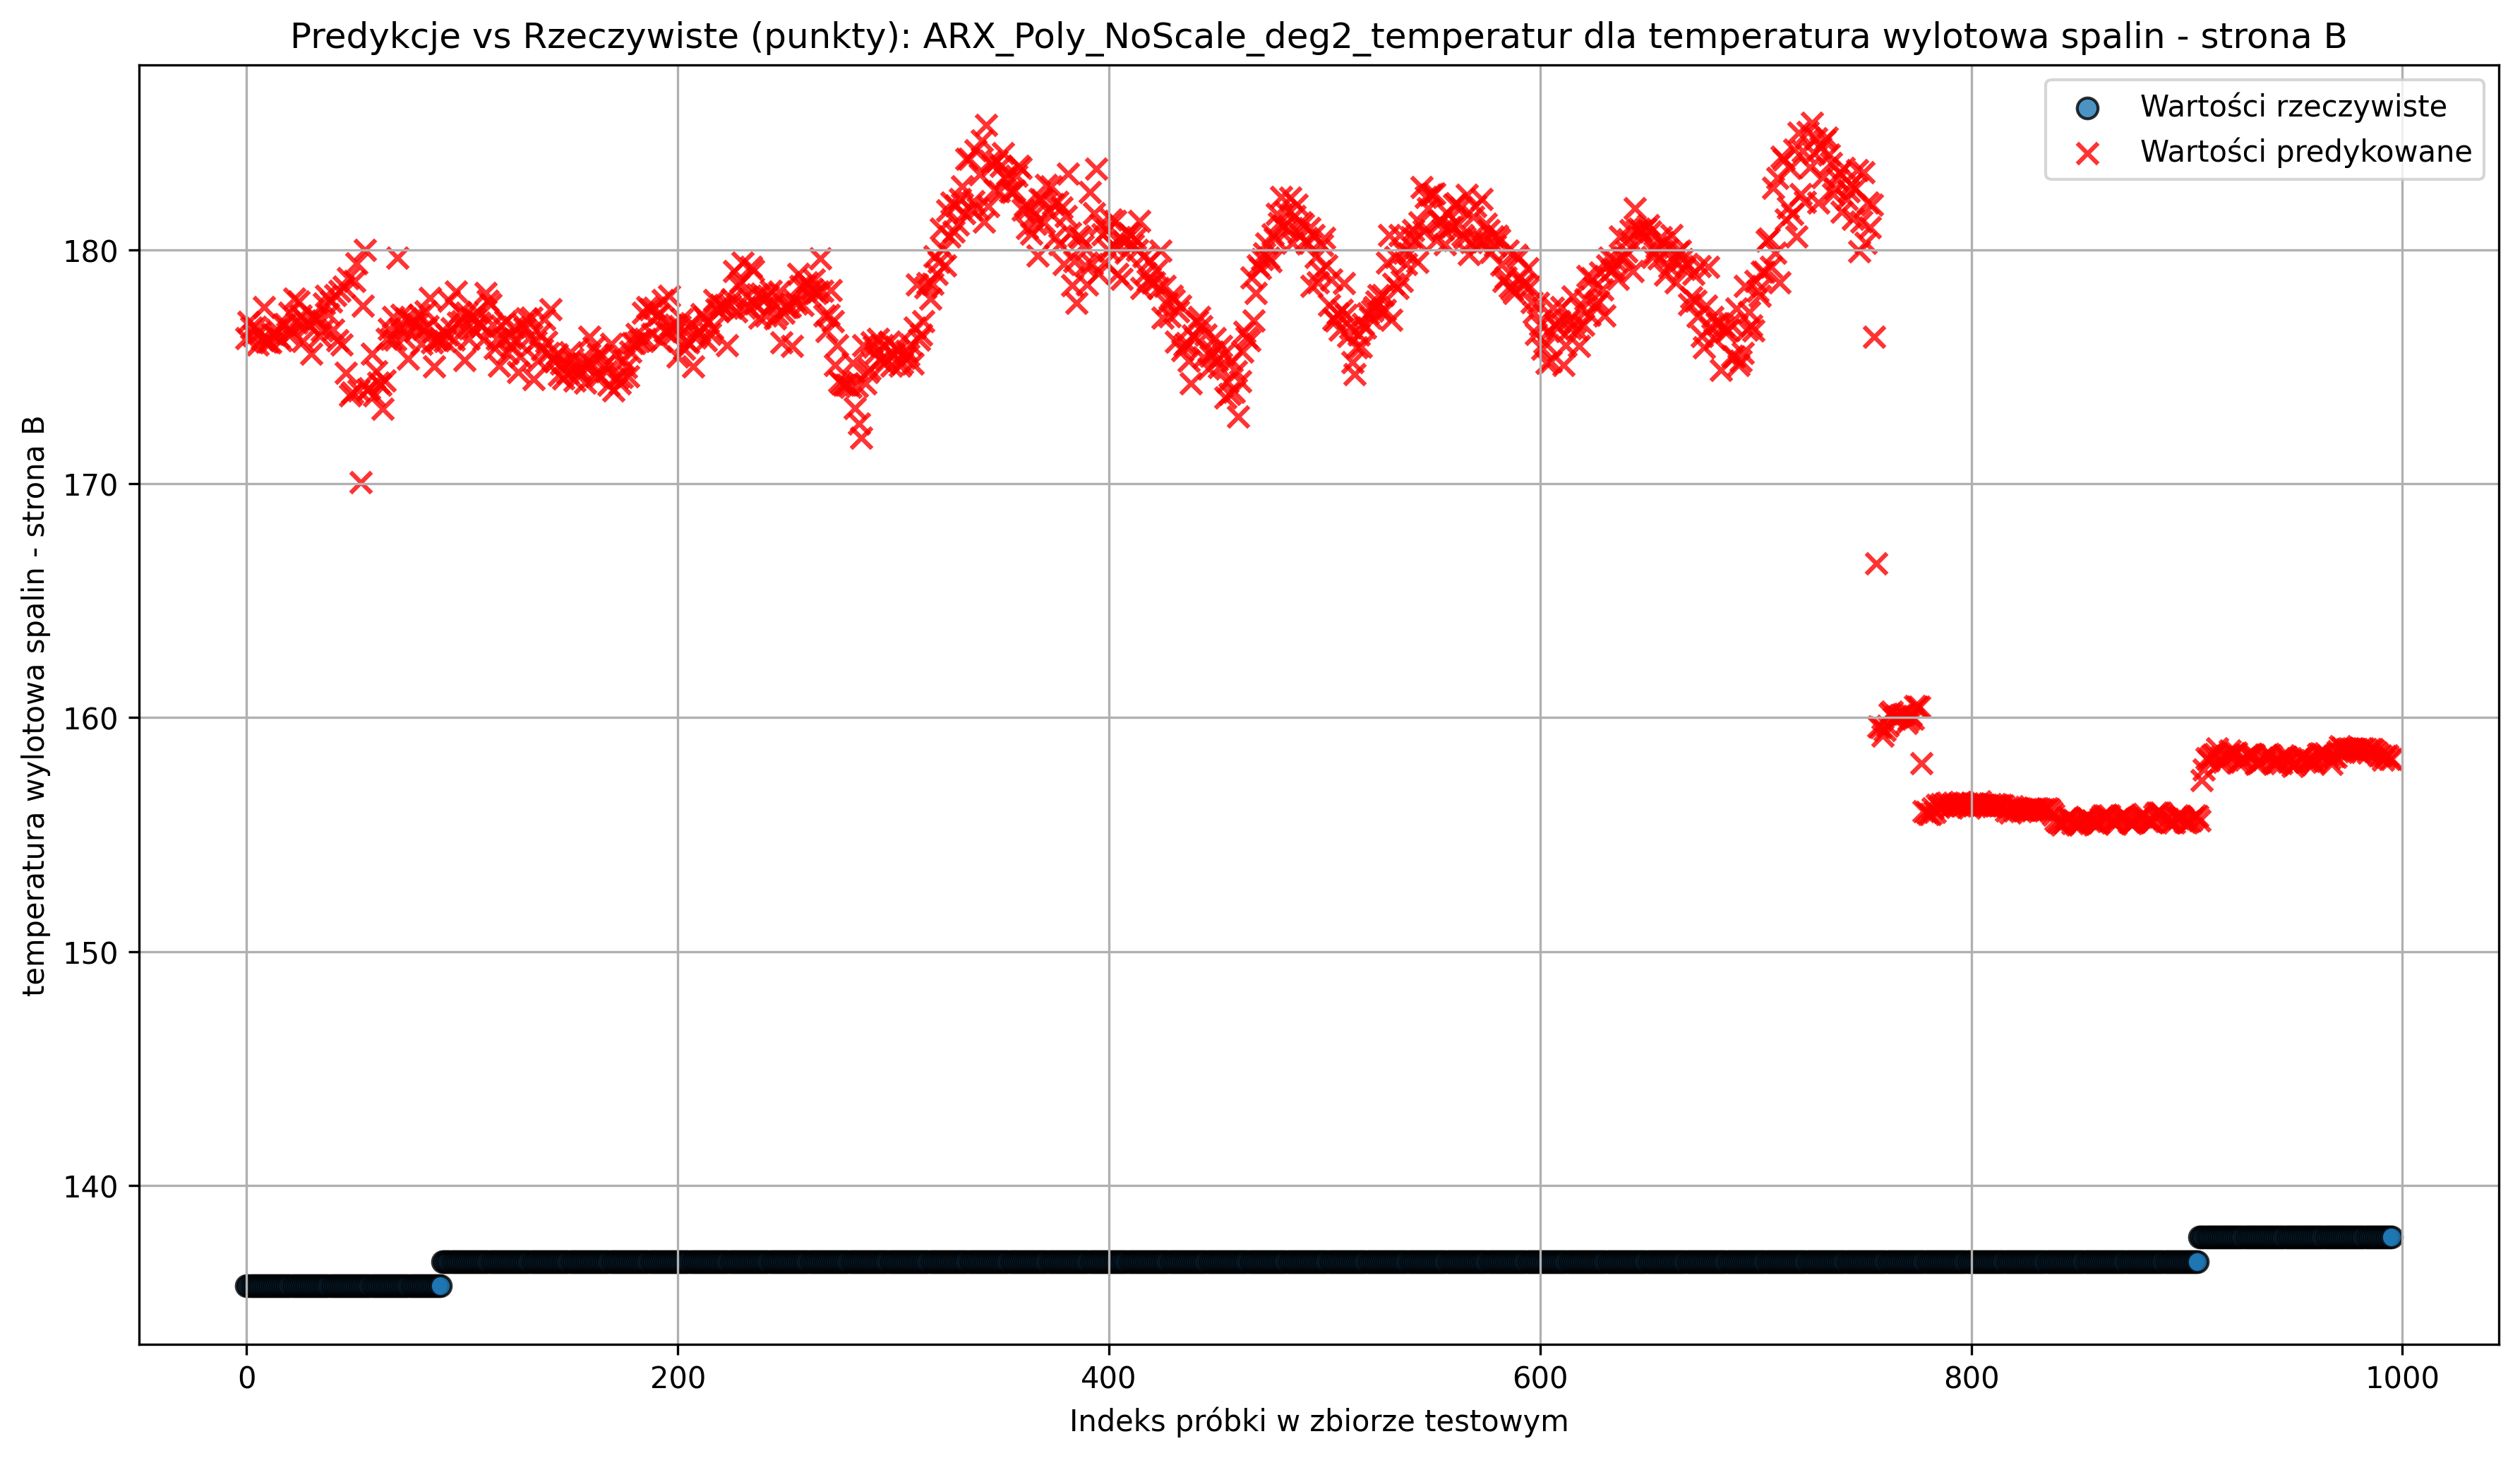 Predykcje vs Rzeczywiste (punkty): ARX_Poly_NoScale_deg2_temperatur dla temperatura wylotowa spalin - strona B
Wartości rzeczywiste
Wartości predykowane
temperatura wylotowa spalin - strona B
180
170
160
150
140
0
200
400
600
800
1000
Indeks próbki w zbiorze testowym